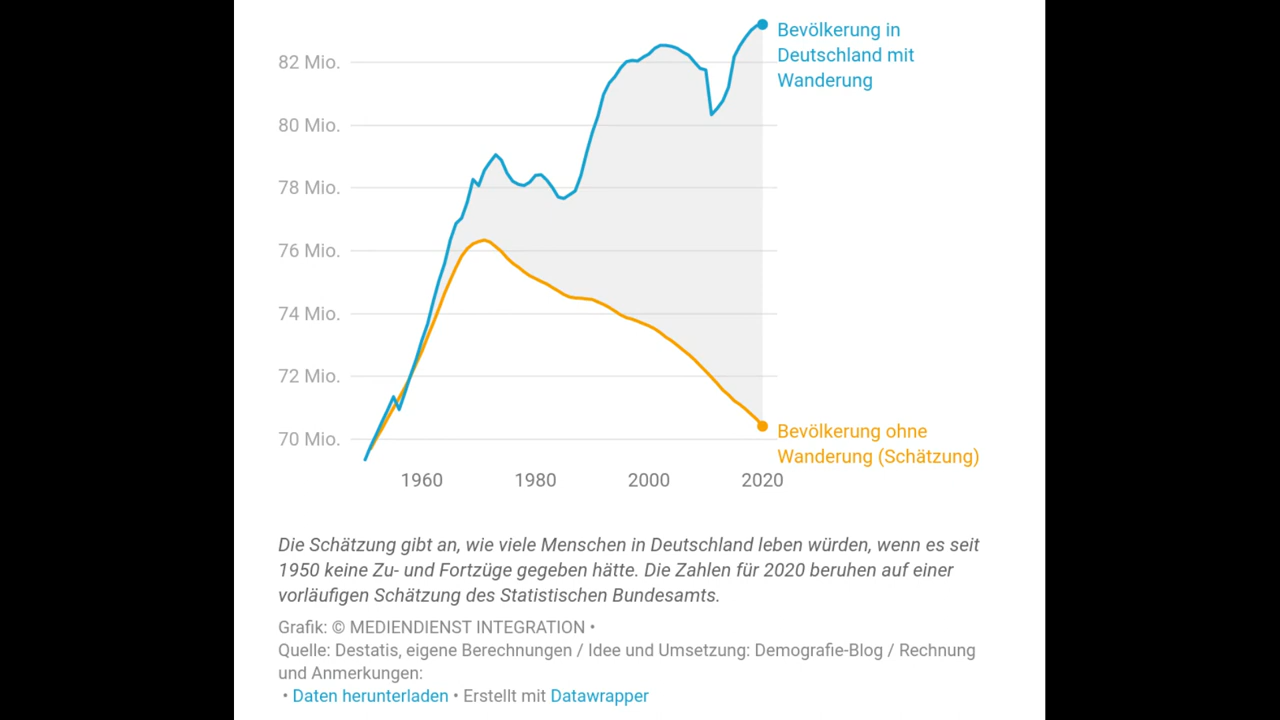 Bevölkerung in
Deutschland mit
Wanderung
82 Mio.
80 Mio.
78 Mio.
76 Mio.
74 Mio.
72 Mio.
70 Mio.
Bevölkerung ohne
Wanderung (Schätzung)
1960 1980 2000 2020
Die Schätzung gibt an, wie viele Menschen in Deutschland leben würden, wenn es seit
1950 keine Zu- und Fortzüge gegeben hätte. Die Zahlen für 2020 beruhen auf einer
vorläufigen Schätzung des Statistischen Bundesamts.
Grafik: © MEDIENDIENST INTEGRATION •
Quelle: Destatis, eigene Berechnungen / Idee und Umsetzung: Demografie-Blog / Rechnung
und Anmerkungen:
• Daten herunterladen • Erstellt mit Datawrapper